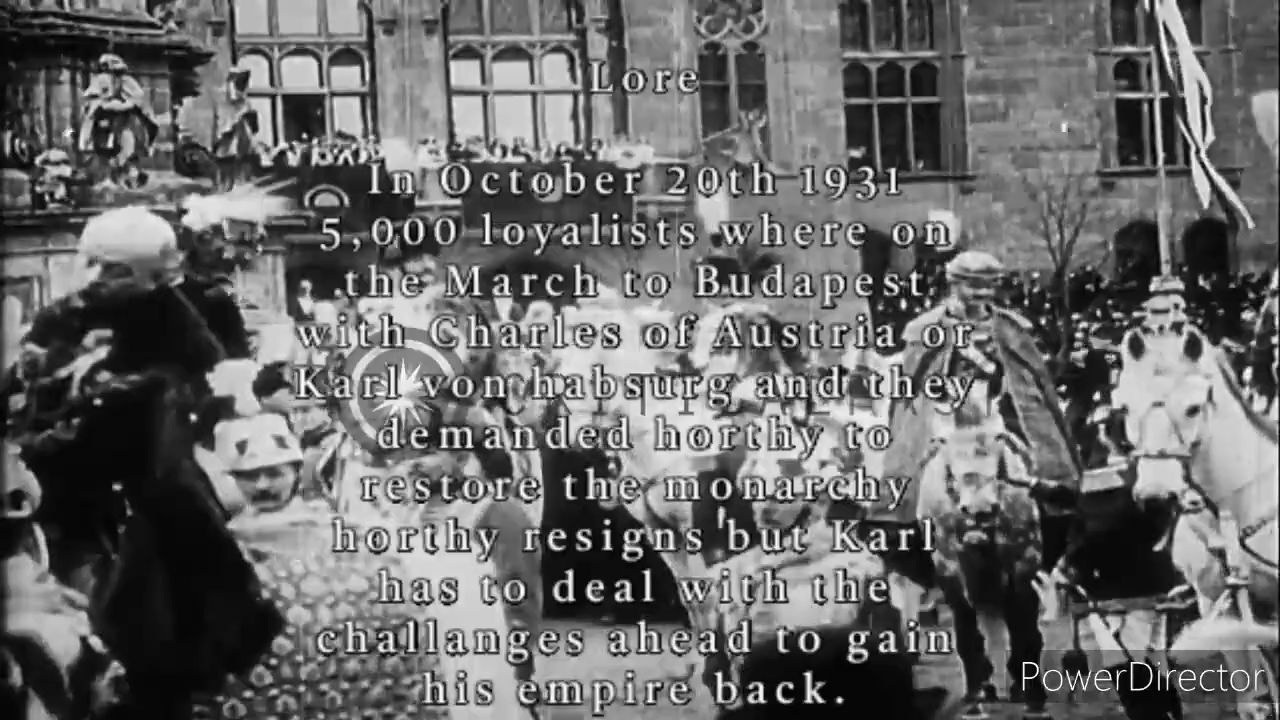 Lore
In October 20th 1931
5,000 loyalists where on
the March to Budapest
with Charles of Austria or
Karl von habsurg and they
demanded horthy to
restore the monarchy
horthy resigns but Karl
has to deal with the
challanges ahead to gain
his empire back.
PowerDirector